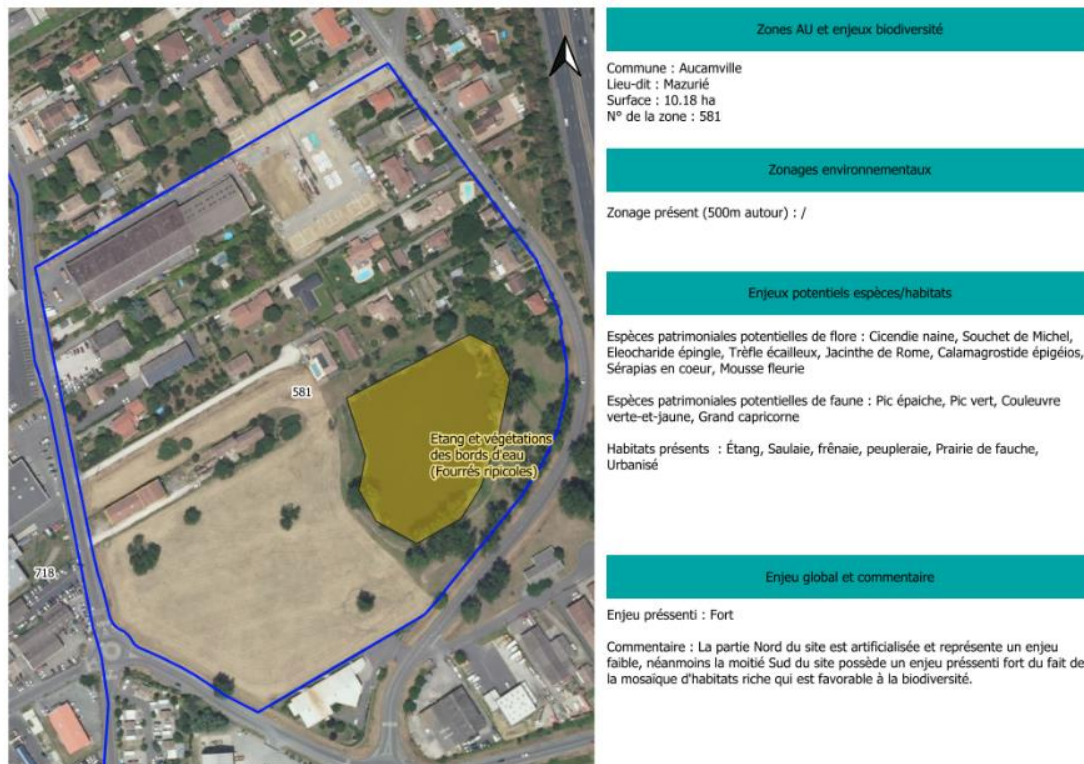 581
Etang et végétations
des bords d'eau
(Fourrés ripicoles)
718
Zones AU et enjeux biodiversité
Commune : Aucamville
Lieu-dit : Mazurié
Surface : 10.18 ha
N° de la zone : 581
Zonages environnementaux
Zonage présent (500m autour) : /
Enjeux potentiels espèces/habitats
Espèces patrimoniales potentielles de flore : Cicendie naine, Souchet de Michel,
Eleocharide épingle, Trèfle écailleux, Jacinthe de Rome, Calamagrostide épigéios,
Sérapias en coeur, Mousse fleurie
Espèces patrimoniales potentielles de faune : Pic épaiche, Pic vert, Couleuvre
verte-et-jaune, Grand capricorne
Habitats présents : Étang, Saulaie, frênaie, peupleraie, Prairie de fauche,
Urbanisé
Enjeu global et commentaire
Enjeu préssenti : Fort
Commentaire : La partie Nord du site est artificialisée et représente un enjeu
faible, néanmoins la moitié Sud du site possède un enjeu préssenti fort du fait de
la mosaïque d'habitats riche qui est favorable à la biodiversité.